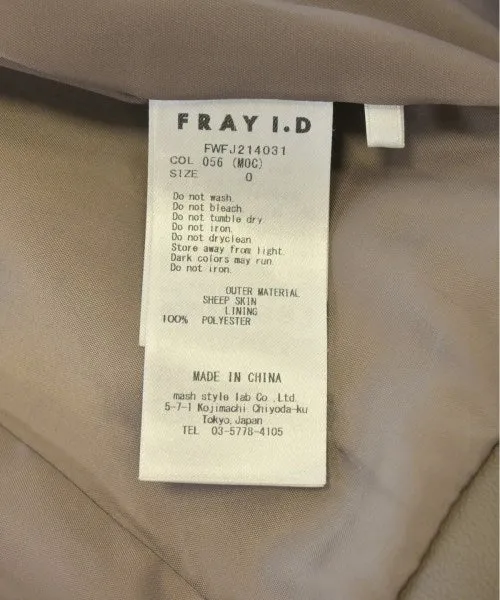 FRAY I.D
FWFJ214031
COL 056 (MOC)
SIZE 0
Do not wash.
Do not bleach.
Do not tumble dry.
Do not iron.
Do not dryclean.
Store away from light.
Dark colors may run.
Do not iron.
OUTER MATERIAL
SHEEP SKIN
LINING
100% POLYESTER
MADE IN CHINA
mash style lab Co.,Ltd.
5-7-1 Kojimachi Chiyoda-ku
Tokyo,Japan
TEL 03-5778-4105